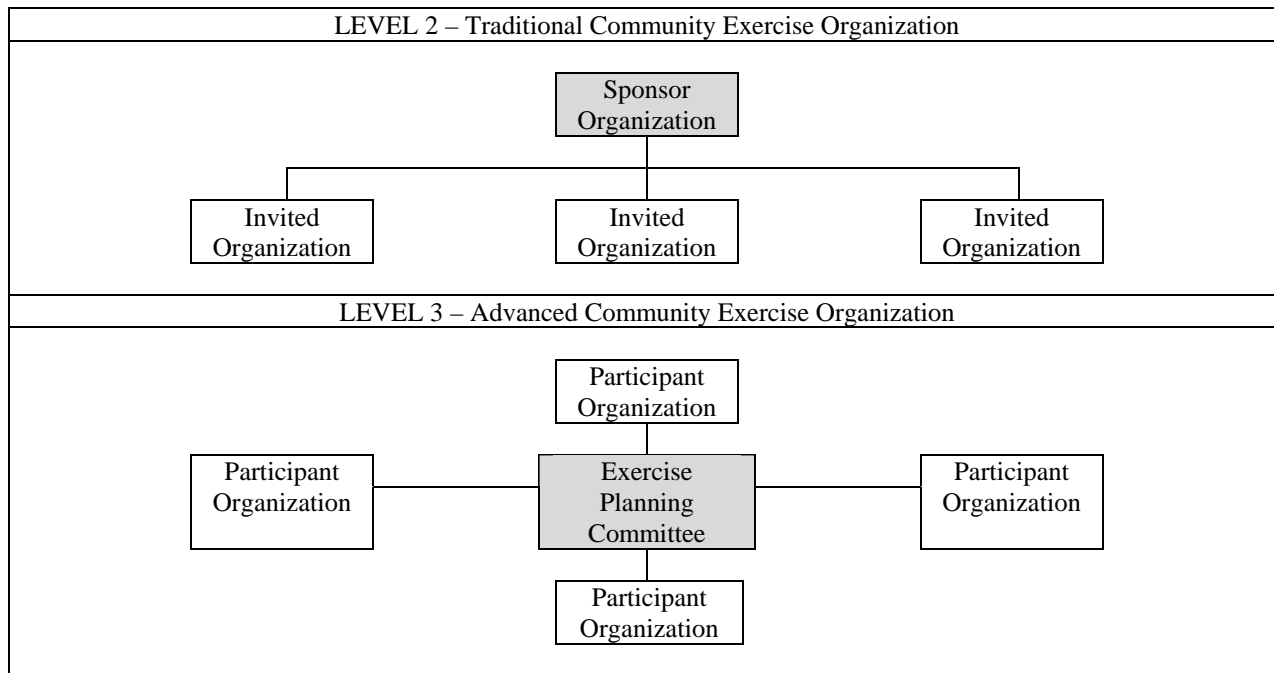 LEVEL 2 – Traditional Community Exercise Organization
Sponsor
Organization
Invited
Organization
Invited
Organization
Invited
Organization
LEVEL 3 – Advanced Community Exercise Organization
Participant
Organization
Participant
Organization
Exercise
Planning
Committee
Participant
Organization
Participant
Organization